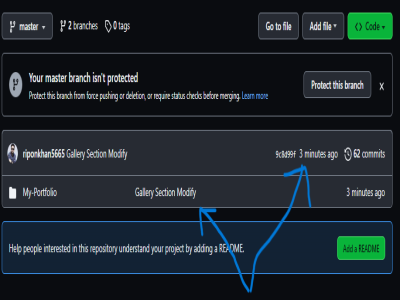 master 2 branches 0 tags Go to file Add file Code
Your master branch isn't protected
Protect this branch from force pushing or deletion, or require status checks before merging. Learn more
Protect this branch
riponkhan5665 Gallery Section Modify 9c8d99f 3 minutes ago 62 commits
My-Portfolio Gallery Section Modify 3 minutes ago
Help people interested in this repository understand your project by adding a README.
Add a README